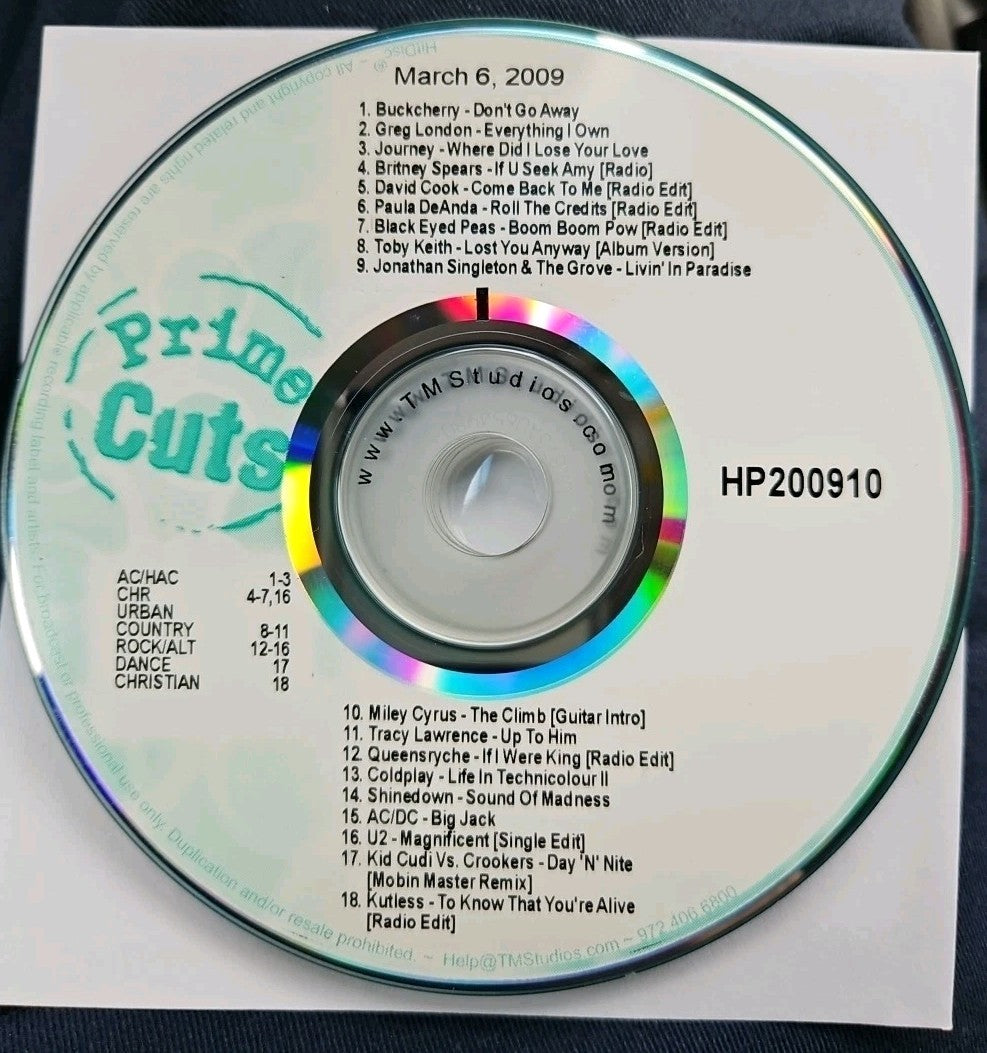 March 6, 2009
1. Buckcherry - Don't Go Away
2. Greg London - Everything I Own
3. Journey - Where Did I Lose Your Love
4. Britney Spears - If U Seek Amy [Radio]
5. David Cook - Come Back To Me [Radio Edit]
6. Paula DeAnda - Roll The Credits [Radio Edit]
7. Black Eyed Peas - Boom Boom Pow [Radio Edit]
8. Toby Keith - Lost You Anyway [Album Version]
9. Jonathan Singleton & The Grove - Livin' In Paradise
Prime
Cuts
www.TMStudios.com
HP200910
AC/HAC 1-3
CHR 4-7,16
URBAN
COUNTRY 8-11
ROCK/ALT 12-16
DANCE 17
CHRISTIAN 18
10. Miley Cyrus - The Climb [Guitar Intro]
11. Tracy Lawrence - Up To Him
12. Queensryche - If I Were King [Radio Edit]
13. Coldplay - Life In Technicolour II
14. Shinedown - Sound Of Madness
15. AC/DC - Big Jack
16. U2 - Magnificent [Single Edit]
17. Kid Cudi Vs. Crookers - Day 'N' Nite
[Mobin Master Remix]
18. Kutless - To Know That You're Alive
[Radio Edit]
HitDisc ® ~ All copyright and related rights are reserved by applicable recording label and artists. For broadcast or professional use only. Duplication and/or resale prohibited. ~ Help@TMStudios.com ~ 972.406.6800